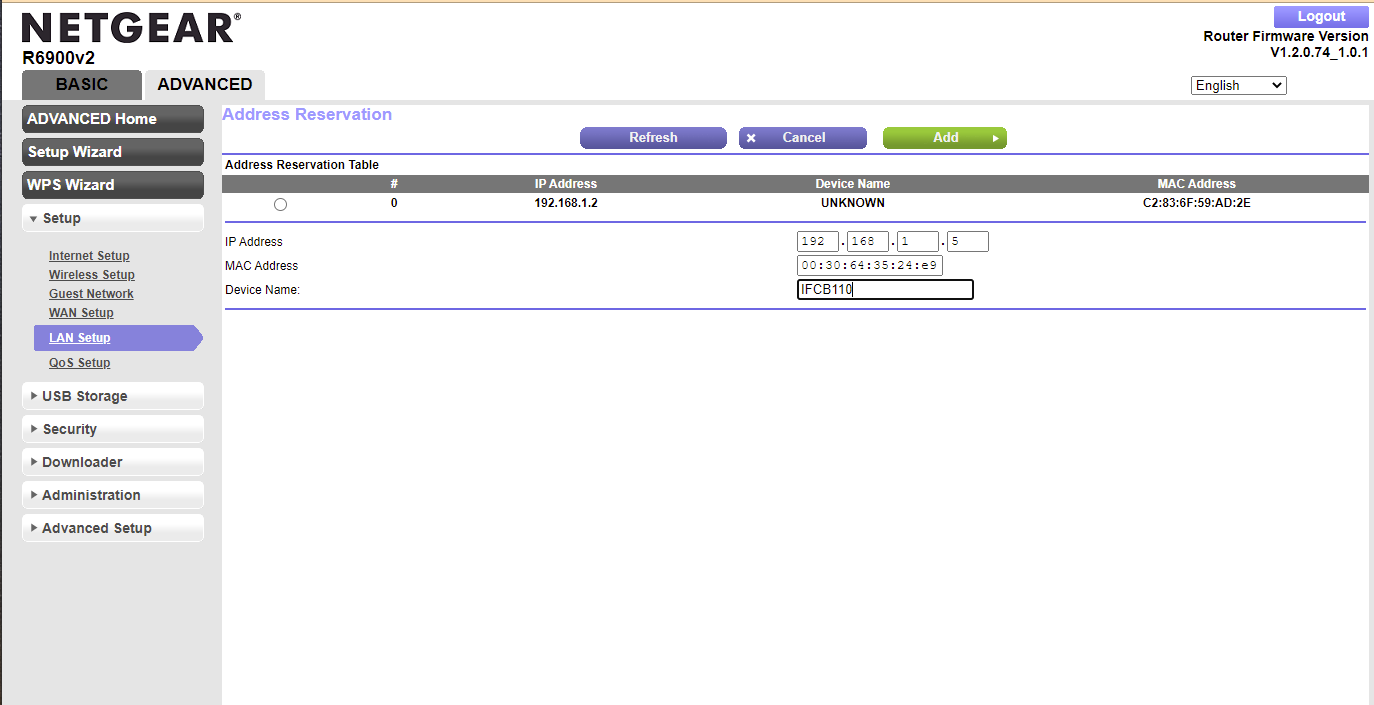 NETGEAR®
R6900v2
Logout
Router Firmware Version
V1.2.0.74_1.0.1
BASIC
ADVANCED
English
ADVANCED Home
Setup Wizard
WPS Wizard
Setup
Internet Setup
Wireless Setup
Guest Network
WAN Setup
LAN Setup
QoS Setup
USB Storage
Security
Downloader
Administration
Advanced Setup
Address Reservation
Refresh
Cancel
Add
Address Reservation Table
# IP Address Device Name MAC Address
0 192.168.1.2 UNKNOWN C2:83:6F:59:AD:2E
IP Address 192 . 168 . 1 . 5
MAC Address 00:30:64:35:24:e9
Device Name: IFCB110